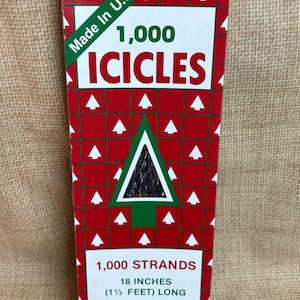 Made In U.
1,000
ICICLES
1,000 STRANDS
18 INCHES
(1½ FEET) LONG